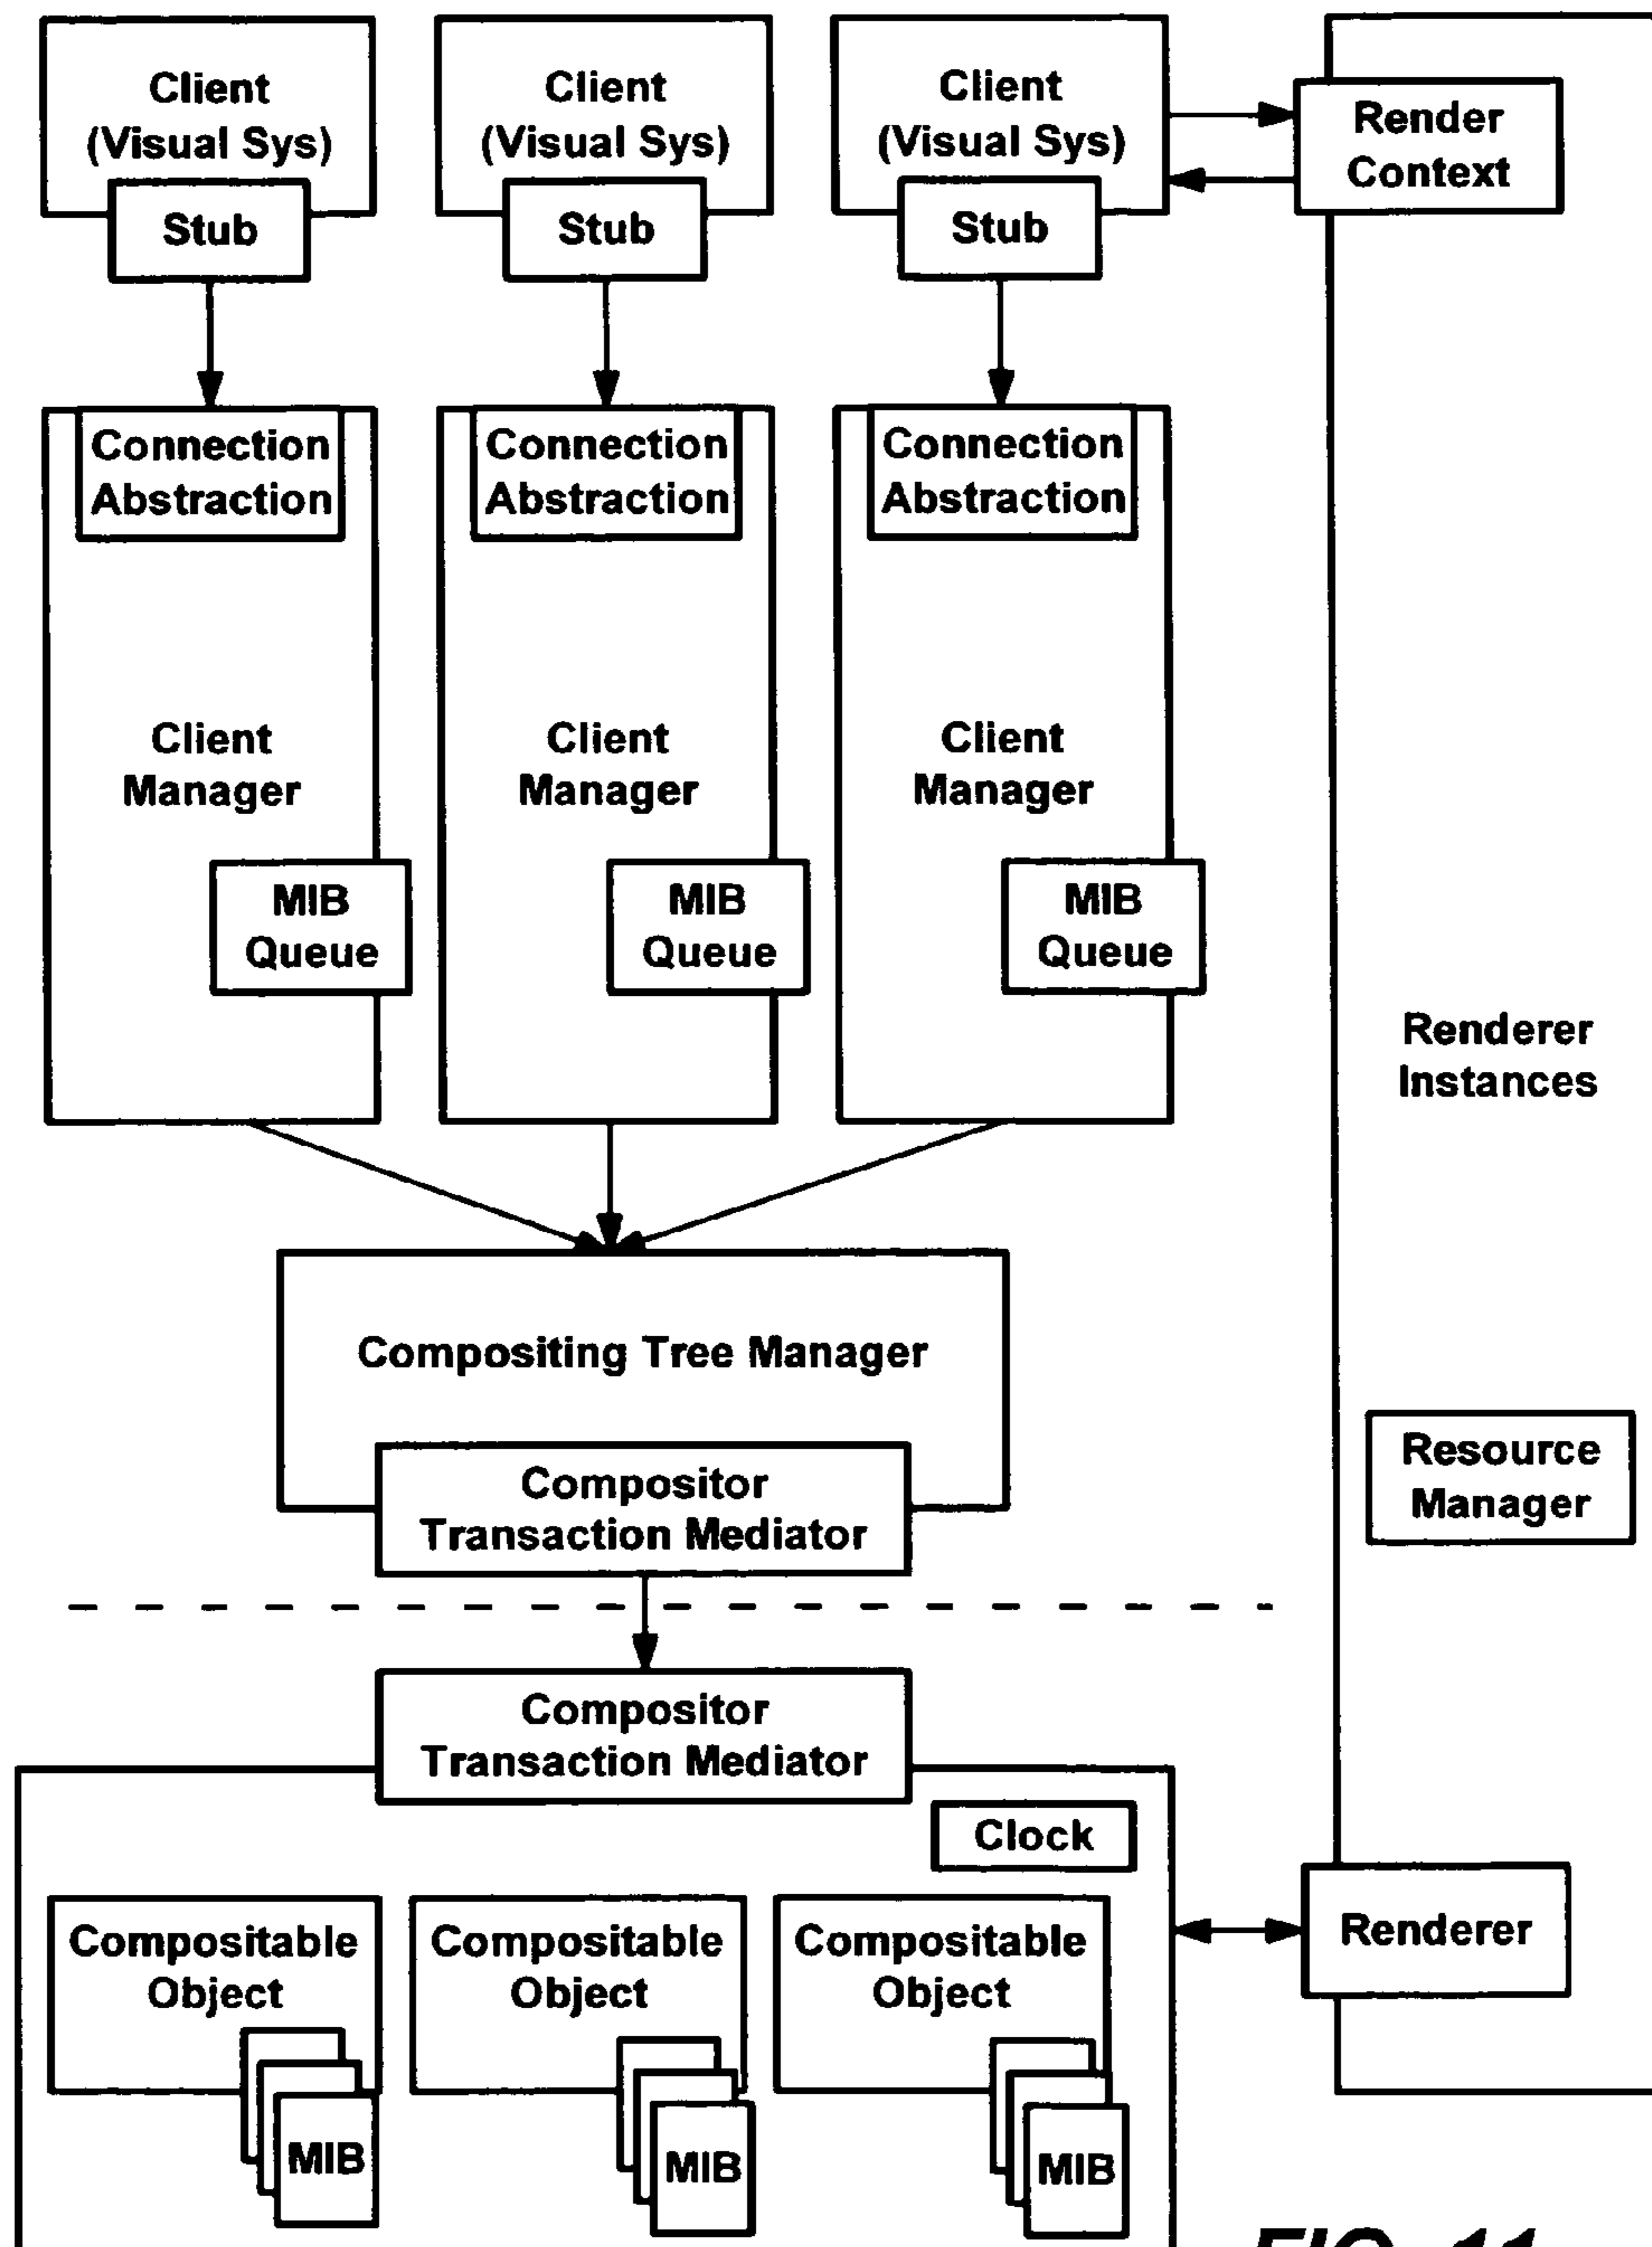 Client
(Visual Sys)
Stub
Client
(Visual Sys)
Stub
Client
(Visual Sys)
Stub
Render
Context
Connection
Abstraction
Client
Manager
MIB
Queue
Connection
Abstraction
Client
Manager
MIB
Queue
Connection
Abstraction
Client
Manager
MIB
Queue
Renderer
Instances
Compositing Tree Manager
Compositor
Transaction Mediator
Resource
Manager
Compositor
Transaction Mediator
Clock
Compositable
Object
MIB
Compositable
Object
MIB
Compositable
Object
MIB
Renderer
FIG. 11